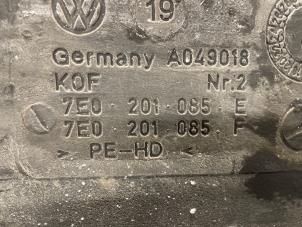 19
Germany A049018
KOF Nr.2
7E0 201 085 E
7E0 201 085 F
> PE-HD <